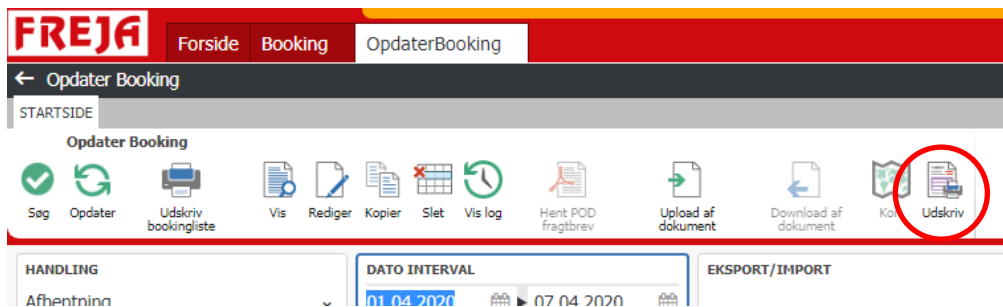 FREJA
Forside Booking OpdaterBooking
← Opdater Booking
STARTSIDE
Opdater Booking
Søg Opdater Udskriv bookingliste Vis Rediger Kopier Slet Vis log Hent POD fragtbrev Upload af dokument Download af dokument Udskriv
HANDLING DATO INTERVAL EKSPORT/IMPORT
Afhentning 01.04.2020 07.04.2020